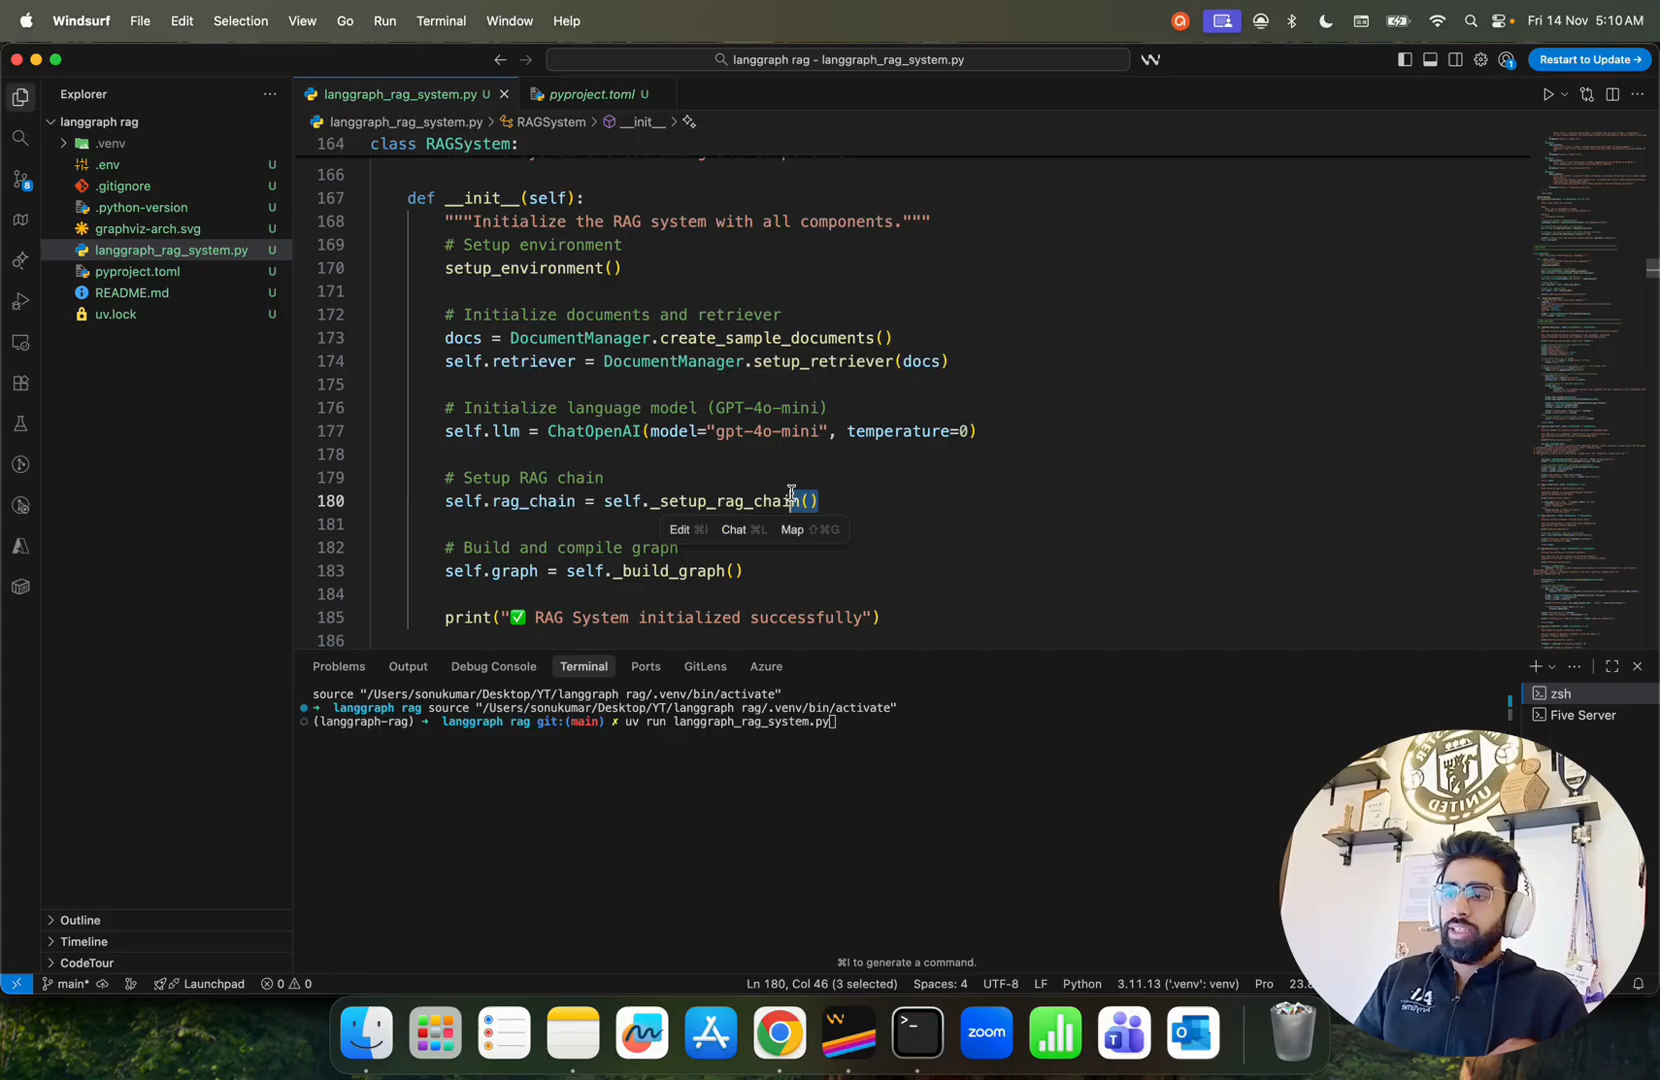 Windsurf File Edit Selection View Go Run Terminal Window Help
Fri 14 Nov 5:10 AM
langgraph rag - langgraph_rag_system.py
Restart to Update →
Explorer
langgraph rag
.venv
.env U
.gitignore U
.python-version U
graphviz-arch.svg U
langgraph_rag_system.py U
pyproject.toml U
README.md U
uv.lock U
8
Outline
Timeline
CodeTour
langgraph_rag_system.py U
pyproject.toml U
langgraph_rag_system.py > RAGSystem > __init__ >
164 class RAGSystem:
166
167 def __init__(self):
168 """Initialize the RAG system with all components."""
169 # Setup environment
170 setup_environment()
171
172 # Initialize documents and retriever
173 docs = DocumentManager.create_sample_documents()
174 self.retriever = DocumentManager.setup_retriever(docs)
175
176 # Initialize language model (GPT-4o-mini)
177 self.llm = ChatOpenAI(model="gpt-4o-mini", temperature=0)
178
179 # Setup RAG chain
180 self.rag_chain = self._setup_rag_chain()
181
Edit ⌘I Chat ⌘L Map ⇧⌘G
182 # Build and compile graph
183 self.graph = self._build_graph()
184
185 print("✅ RAG System initialized successfully")
186
Problems Output Debug Console Terminal Ports GitLens Azure
source "/Users/sonukumar/Desktop/YT/langgraph rag/.venv/bin/activate"
➜ langgraph rag source "/Users/sonukumar/Desktop/YT/langgraph rag/.venv/bin/activate"
(langgraph-rag) ➜ langgraph rag git:(main) ✗ uv run langgraph_rag_system.py
zsh
Five Server
⌘I to generate a command.
UNITED
main* Launchpad 0 0
Ln 180, Col 46 (3 selected) Spaces: 4 UTF-8 LF Python 3.11.13 ('.venv': venv) Pro 23.8
zoom